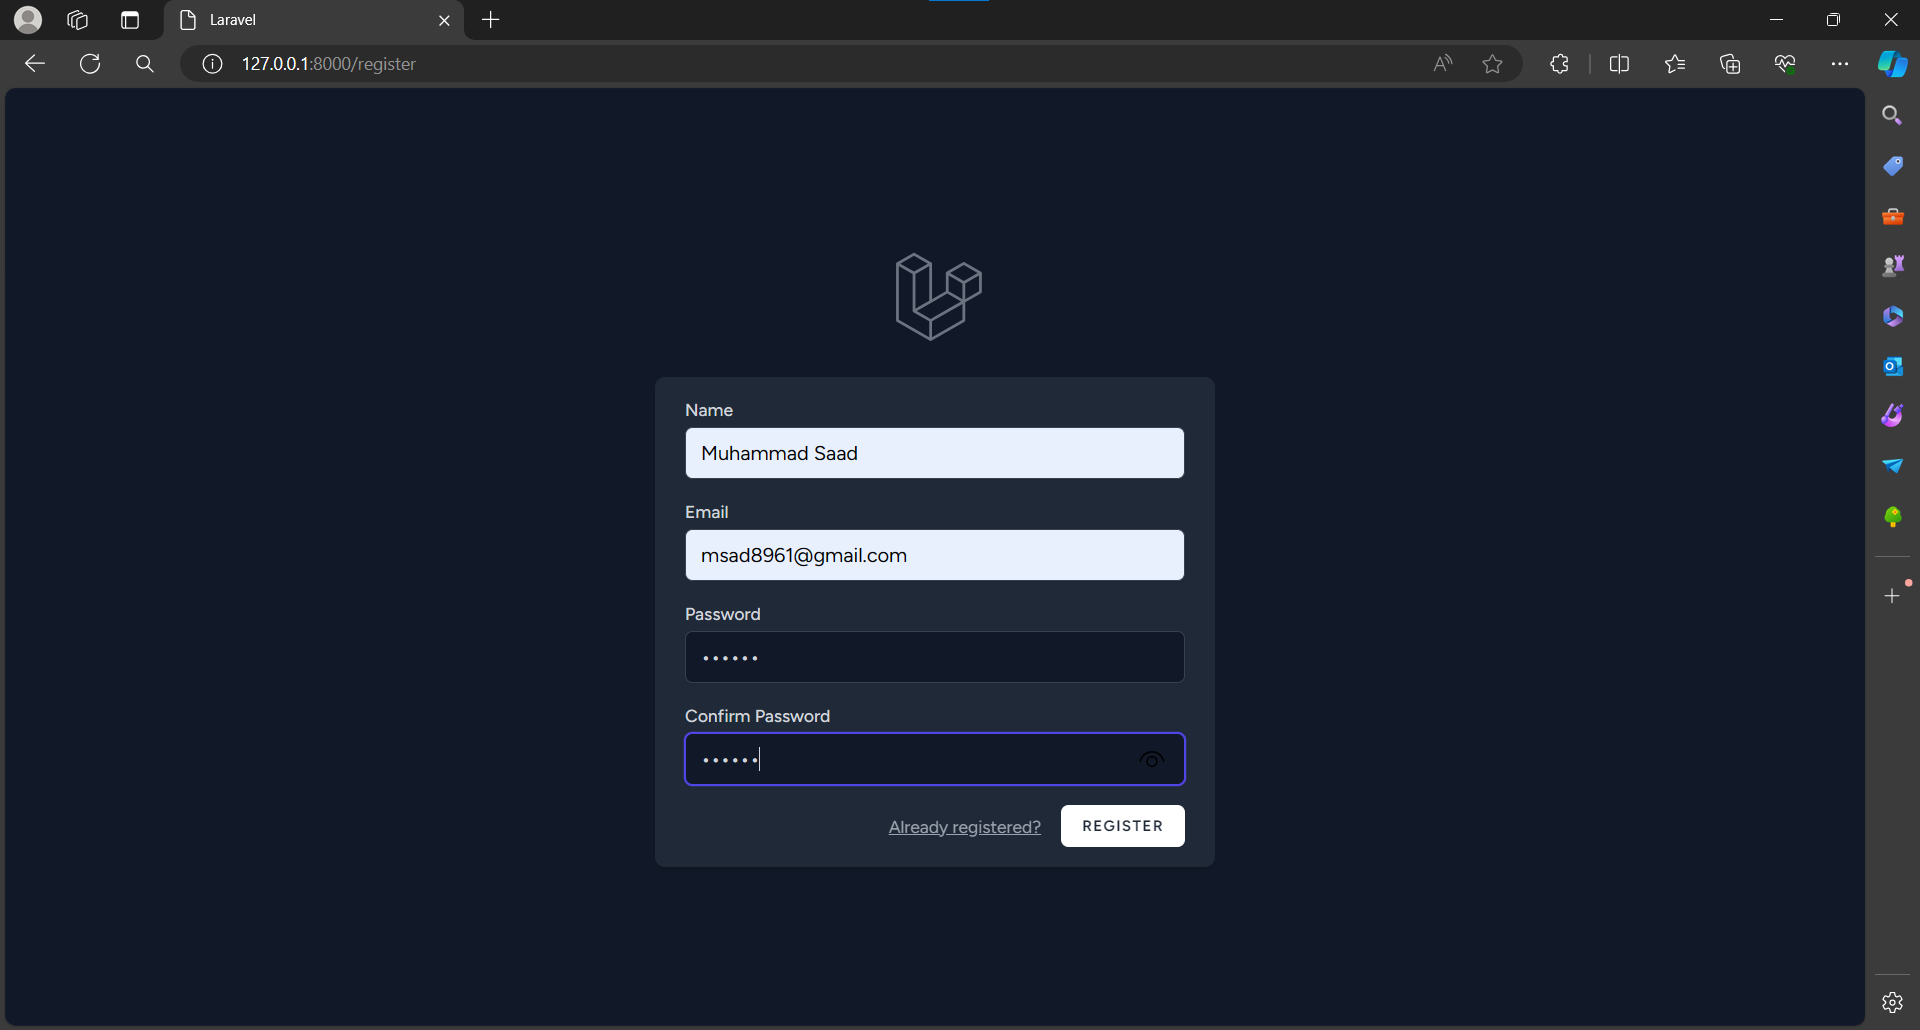 Laravel
127.0.0.1:8000/register
Name
Muhammad Saad
Email
msad8961@gmail.com
Password
••••••
Confirm Password
••••••
Already registered?
REGISTER